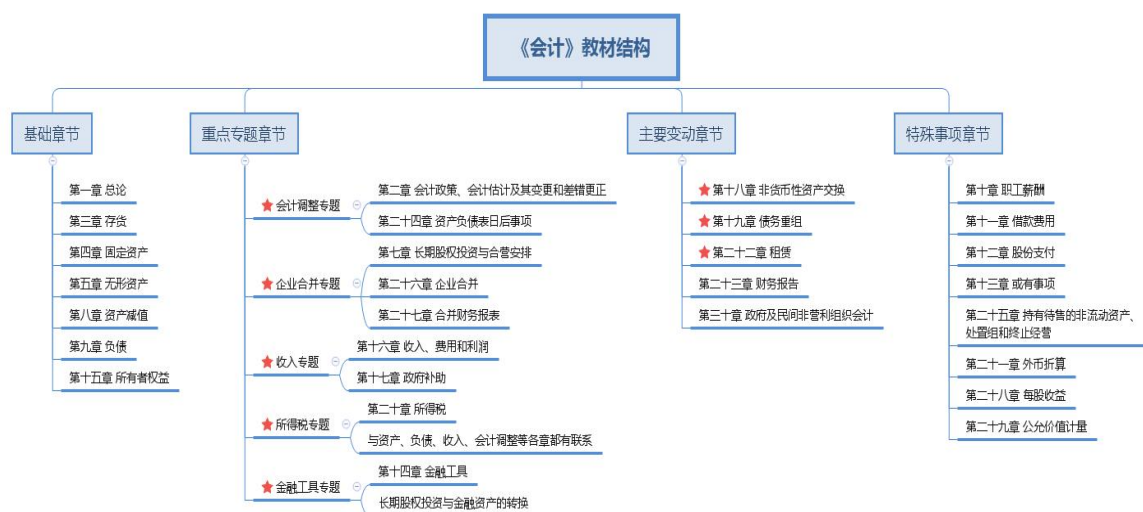 《会计》教材结构
基础章节
第一章 总论
第三章 存货
第四章 固定资产
第五章 无形资产
第八章 资产减值
第九章 负债
第十五章 所有者权益
重点专题章节
会计调整专题
第二章 会计政策、会计估计及其变更和差错更正
第二十四章 资产负债表日后事项
企业合并专题
第七章 长期股权投资与合营安排
第二十六章 企业合并
第二十七章 合并财务报表
收入专题
第十六章 收入、费用和利润
第十七章 政府补助
所得税专题
第二十章 所得税
与资产、负债、收入、会计调整等各章都有联系
金融工具专题
第十四章 金融工具
长期股权投资与金融资产的转换
主要变动章节
第十八章 非货币性资产交换
第十九章 债务重组
第二十二章 租赁
第二十三章 财务报告
第三十章 政府及民间非营利组织会计
特殊事项章节
第十章 职工薪酬
第十一章 借款费用
第十二章 股份支付
第十三章 或有事项
第二十五章 持有待售的非流动资产、
处置组和终止经营
第二十一章 外币折算
第二十八章 每股收益
第二十九章 公允价值计量